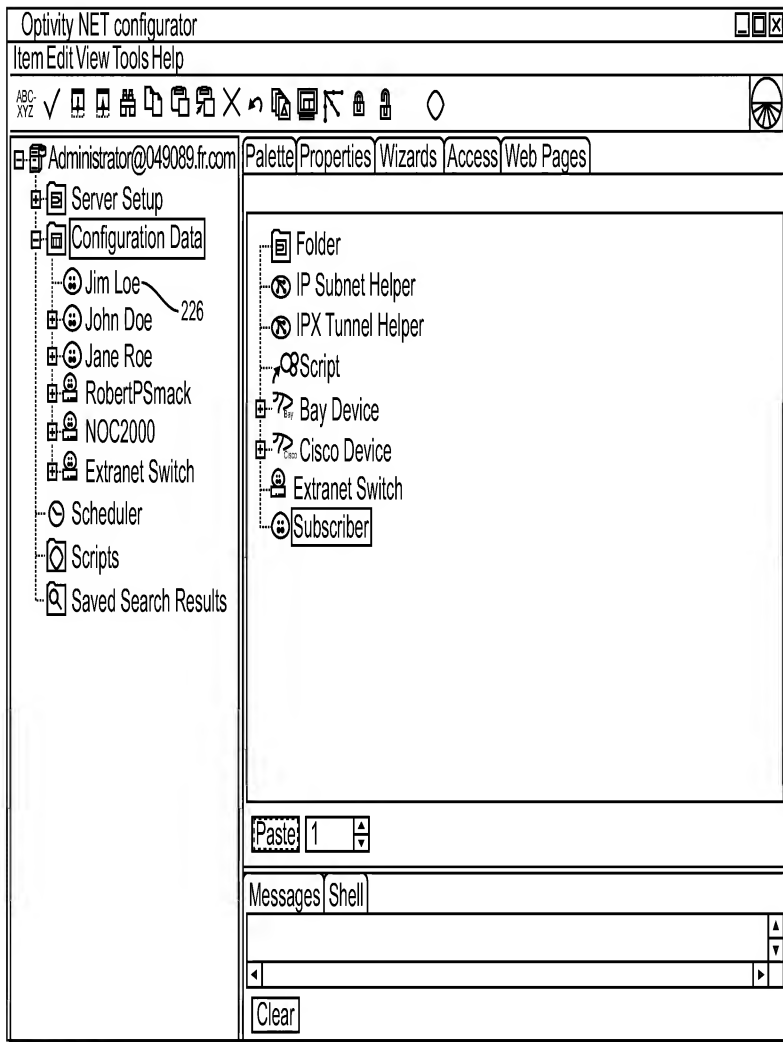 Optivity NET configurator
Item Edit View Tools Help
ABC-
XYZ
Administrator@049089.fr.com
Server Setup
Configuration Data
Jim Loe
226
John Doe
Jane Roe
RobertPSmack
NOC2000
Extranet Switch
Scheduler
Scripts
Saved Search Results
Palette Properties Wizards Access Web Pages
Folder
IP Subnet Helper
IPX Tunnel Helper
Script
Bay Bay Device
Cisco Cisco Device
Extranet Switch
Subscriber
Paste 1
Messages Shell
Clear